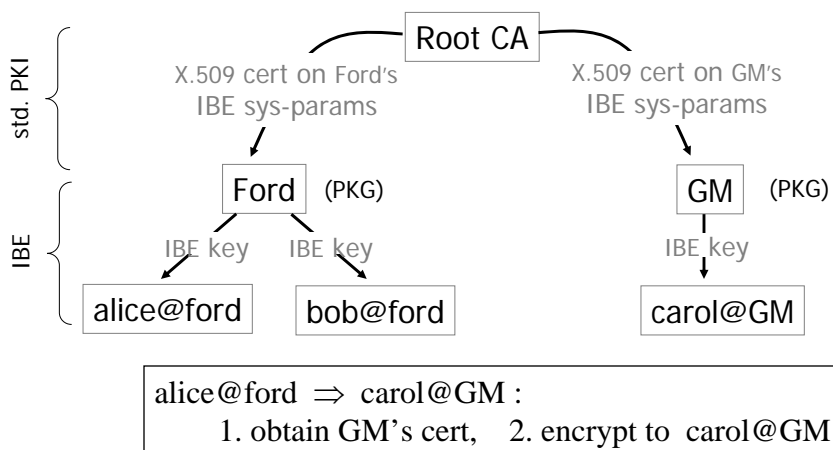 Root CA
std. PKI
X.509 cert on Ford's
IBE sys-params
X.509 cert on GM's
IBE sys-params
Ford (PKG)
GM (PKG)
IBE
IBE key IBE key
IBE key
alice@ford bob@ford carol@GM
alice@ford ⇒ carol@GM :
1. obtain GM's cert, 2. encrypt to carol@GM